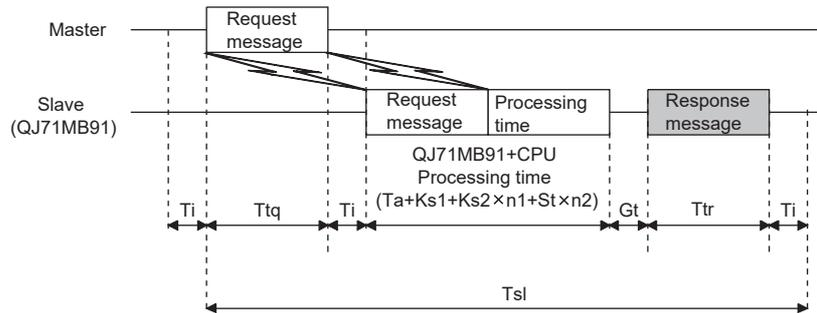 Master
Request
message
Slave
(QJ71MB91)
Request
message
Processing
time
Response
message
QJ71MB91+CPU
Processing time
(Ta+Ks1+Ks2×n1+St×n2)
Ti
Ttq
Ti
Gt
Ttr
Ti
Tsl